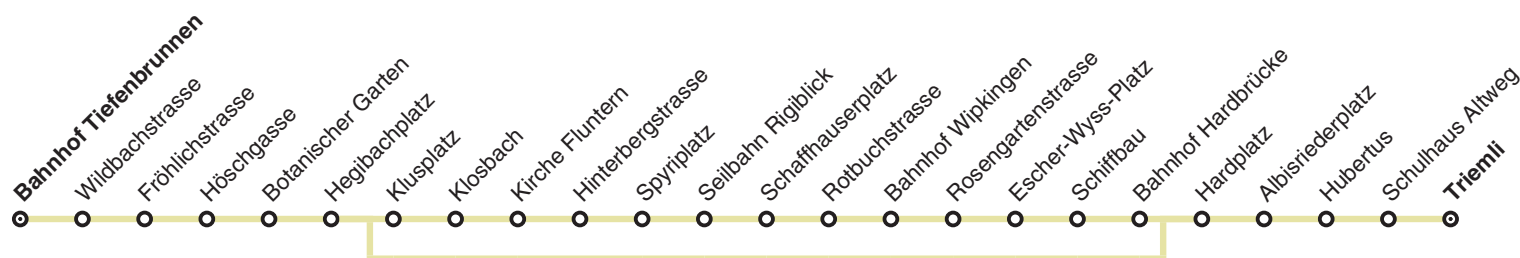 Bahnhof Tiefenbrunnen
Wildbachstrasse
Fröhlichstrasse
Höschgasse
Botanischer Garten
Hegibachplatz
Klusplatz
Klosbach
Kirche Fluntern
Hinterbergstrasse
Spyriplatz
Seilbahn Rigiblick
Schaffhauserplatz
Rotbuchstrasse
Bahnhof Wipkingen
Rosengartenstrasse
Escher-Wyss-Platz
Schiffbau
Bahnhof Hardbrücke
Hardplatz
Albisriederplatz
Hubertus
Schulhaus Altweg
Triemli